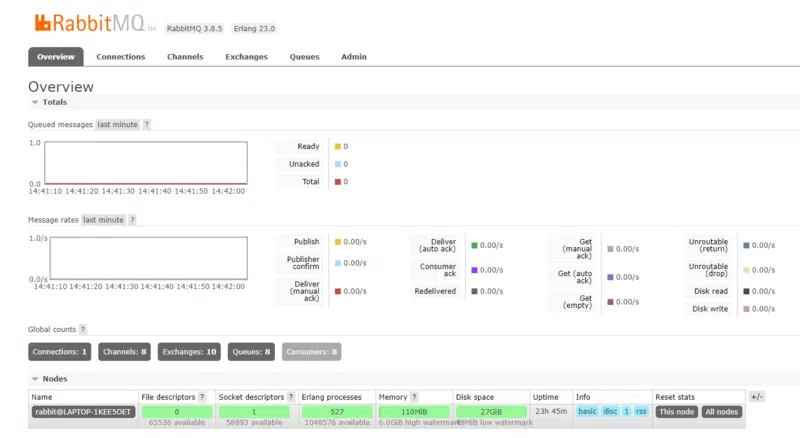 RabbitMQ TM RabbitMQ 3.8.5 Erlang 23.0
Overview Connections Channels Exchanges Queues Admin
Overview
Totals
Queued messages last minute ?
1.0
0.0
14:41:10 14:41:20 14:41:30 14:41:40 14:41:50 14:42:00
Ready 0
Unacked 0
Total 0
Message rates last minute ?
1.0/s
0.0/s
14:41:10 14:41:20 14:41:30 14:41:40 14:41:50 14:42:00
Publish 0.00/s
Publisher
confirm 0.00/s
Deliver
(manual
ack) 0.00/s
Deliver
(auto ack) 0.00/s
Consumer
ack 0.00/s
Redelivered 0.00/s
Get
(manual
ack) 0.00/s
Get (auto
ack) 0.00/s
Get
(empty) 0.00/s
Unroutable
(return) 0.00/s
Unroutable
(drop) 0.00/s
Disk read 0.00/s
Disk write 0.00/s
Global counts ?
Connections: 1 Channels: 8 Exchanges: 10 Queues: 8 Consumers: 8
Nodes
Name File descriptors ? Socket descriptors ? Erlang processes Memory ? Disk space Uptime Info Reset stats +/-
rabbit@LAPTOP-1KEE5OET 0 1 527 110MiB 27GiB 23h 45m basic disc 1 rss This node All nodes
65536 available 58893 available 1048576 available 6.0GiB high watermark 48MiB low watermark